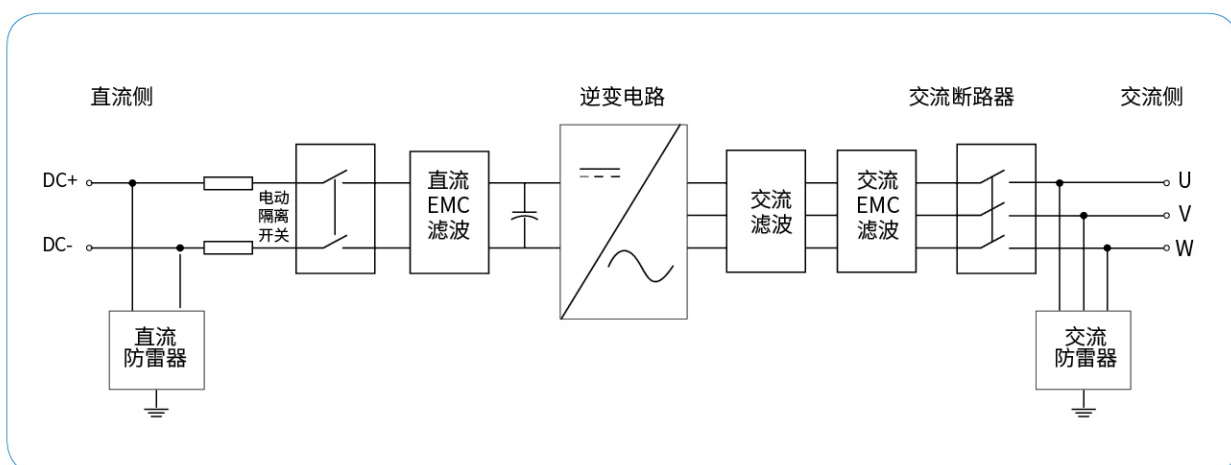 直流侧
逆变电路
交流断路器
交流侧
DC+
DC-
电动
隔离
开关
直流
EMC
滤波
交流
滤波
交流
EMC
滤波
U
V
W
直流
防雷器
交流
防雷器